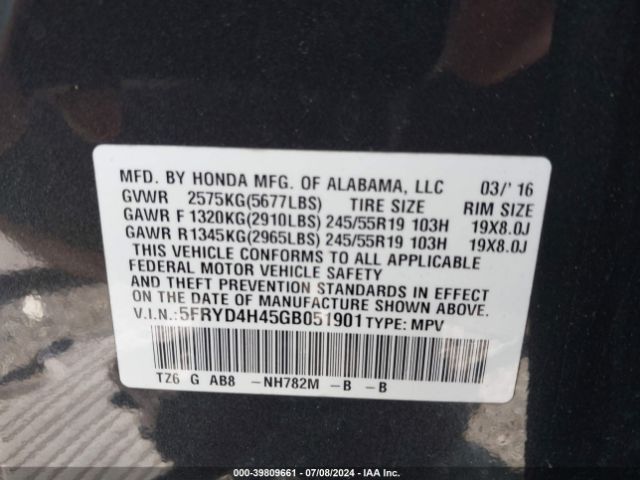 MFD. BY HONDA MFG. OF ALABAMA, LLC 03/'16
GVWR 2575KG(5677LBS) TIRE SIZE RIM SIZE
GAWR F 1320KG(2910LBS) 245/55R19 103H 19X8.0J
GAWR R 1345KG(2965LBS) 245/55R19 103H 19X8.0J
THIS VEHICLE CONFORMS TO ALL APPLICABLE
FEDERAL MOTOR VEHICLE SAFETY
AND THEFT PREVENTION STANDARDS IN EFFECT
ON THE DATE OF MANUFACTURE SHOWN ABOVE.
V.I.N.:5FRYD4H45GB051901 TYPE: MPV
TZ6 G AB8 -NH782M -B -B
000-39809661 - 07/08/2024 - IAA Inc.